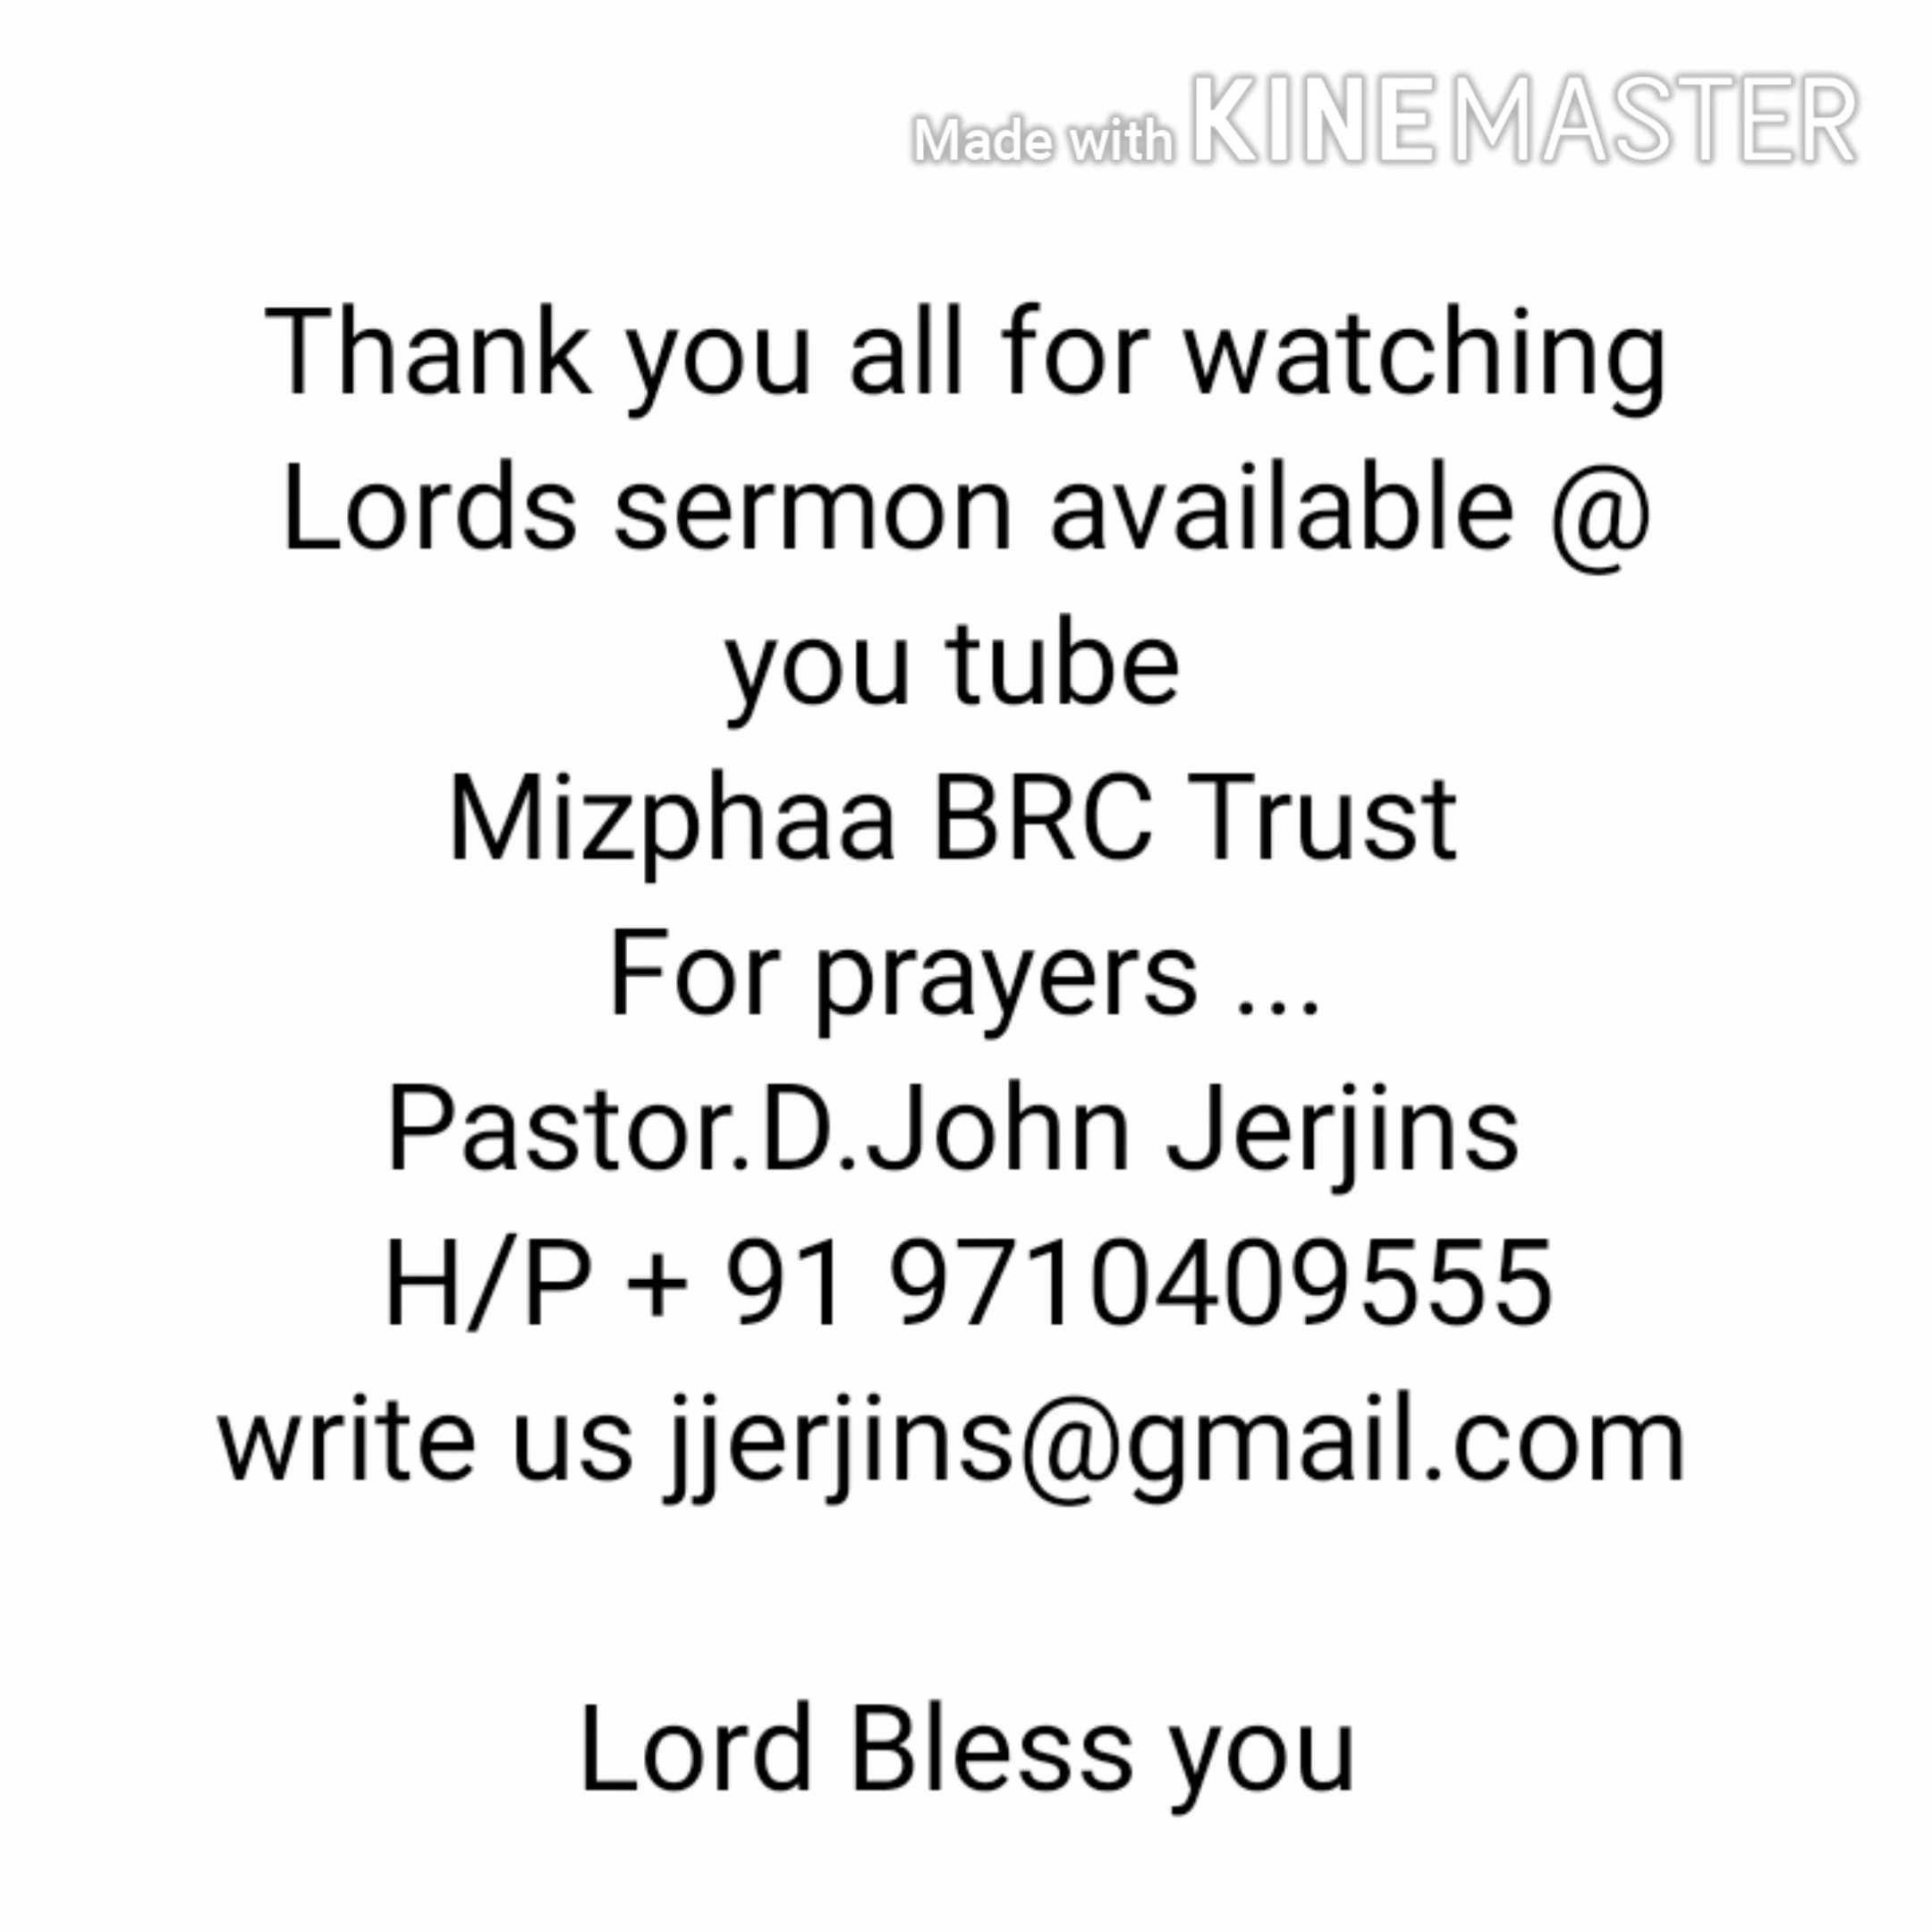 Made with KINEMASTER
Thank you all for watching
Lords sermon available @
you tube
Mizphaa BRC Trust
For prayers ...
Pastor.D.John Jerjins
H/P + 91 9710409555
write us jjerjins@gmail.com
Lord Bless you